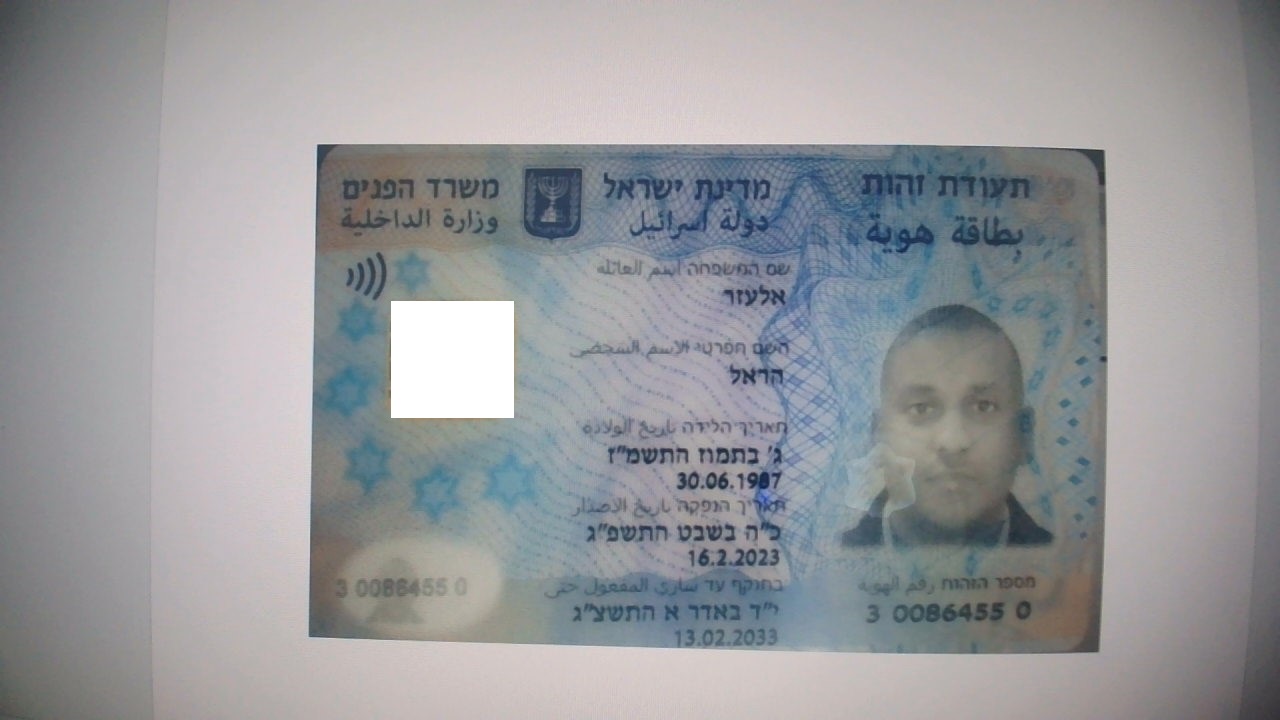 תעודת זהות
بطاقة هوية
מדינת ישראל
دولة اسرائيل
משרד הפנים
وزارة الداخلية
שם המשפחה اسم العائلة
אלעזר
השם הפרטי الاسم الشخصي
הראל
תאריך הלידה تاريخ الولادة
ג' בתמוז התשמ"ז
30.06.1987
תאריך הנפקה تاريخ الاصدار
כ"ה בשבט התשפ"ג
16.2.2023
בתוקף עד ساري المفعول حتى
י"ד באדר א התשצ"ג
13.02.2033
מספר הזהות رقم الهوية
3 0086455 0
3 0086455 0